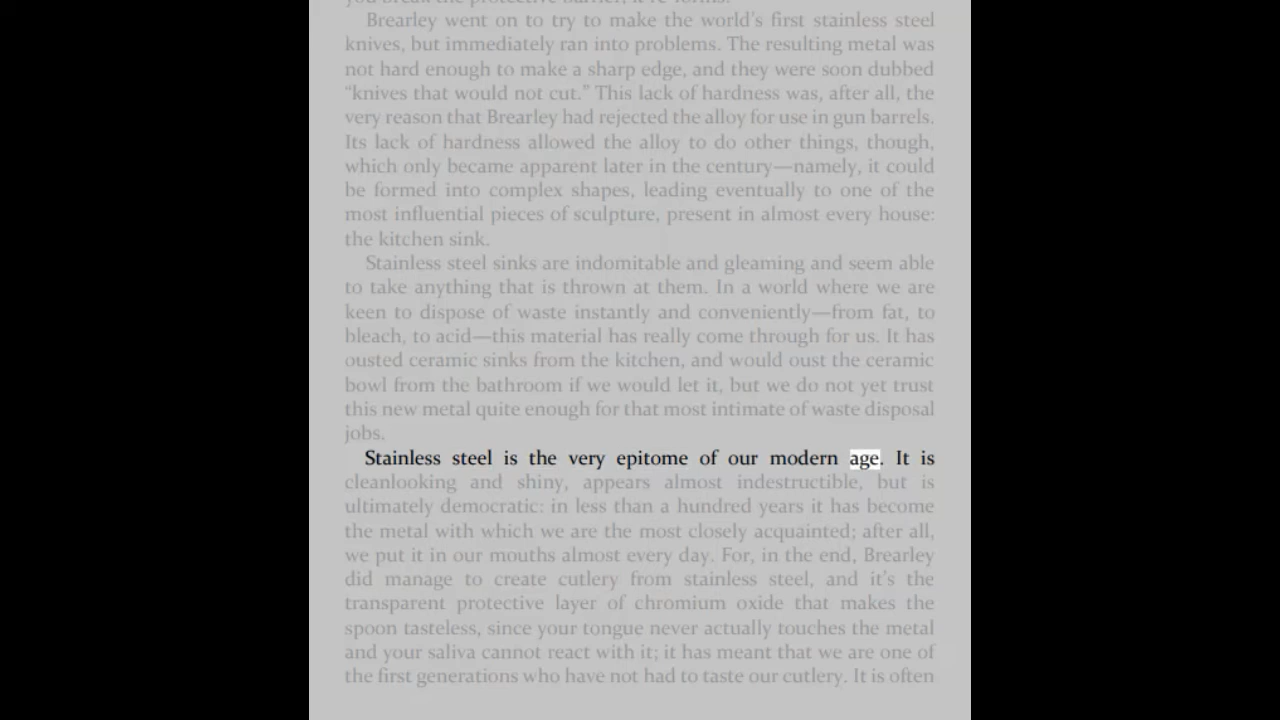 you break the protective barrier, it re-forms.
Brearley went on to try to make the world's first stainless steel
knives, but immediately ran into problems. The resulting metal was
not hard enough to make a sharp edge, and they were soon dubbed
“knives that would not cut.” This lack of hardness was, after all, the
very reason that Brearley had rejected the alloy for use in gun barrels.
Its lack of hardness allowed the alloy to do other things, though,
which only became apparent later in the century—namely, it could
be formed into complex shapes, leading eventually to one of the
most influential pieces of sculpture, present in almost every house:
the kitchen sink.
Stainless steel sinks are indomitable and gleaming and seem able
to take anything that is thrown at them. In a world where we are
keen to dispose of waste instantly and conveniently—from fat, to
bleach, to acid—this material has really come through for us. It has
ousted ceramic sinks from the kitchen, and would oust the ceramic
bowl from the bathroom if we would let it, but we do not yet trust
this new metal quite enough for that most intimate of waste disposal
jobs.
Stainless steel is the very epitome of our modern age. It is
cleanlooking and shiny, appears almost indestructible, but is
ultimately democratic: in less than a hundred years it has become
the metal with which we are the most closely acquainted; after all,
we put it in our mouths almost every day. For, in the end, Brearley
did manage to create cutlery from stainless steel, and it's the
transparent protective layer of chromium oxide that makes the
spoon tasteless, since your tongue never actually touches the metal
and your saliva cannot react with it; it has meant that we are one of
the first generations who have not had to taste our cutlery. It is often